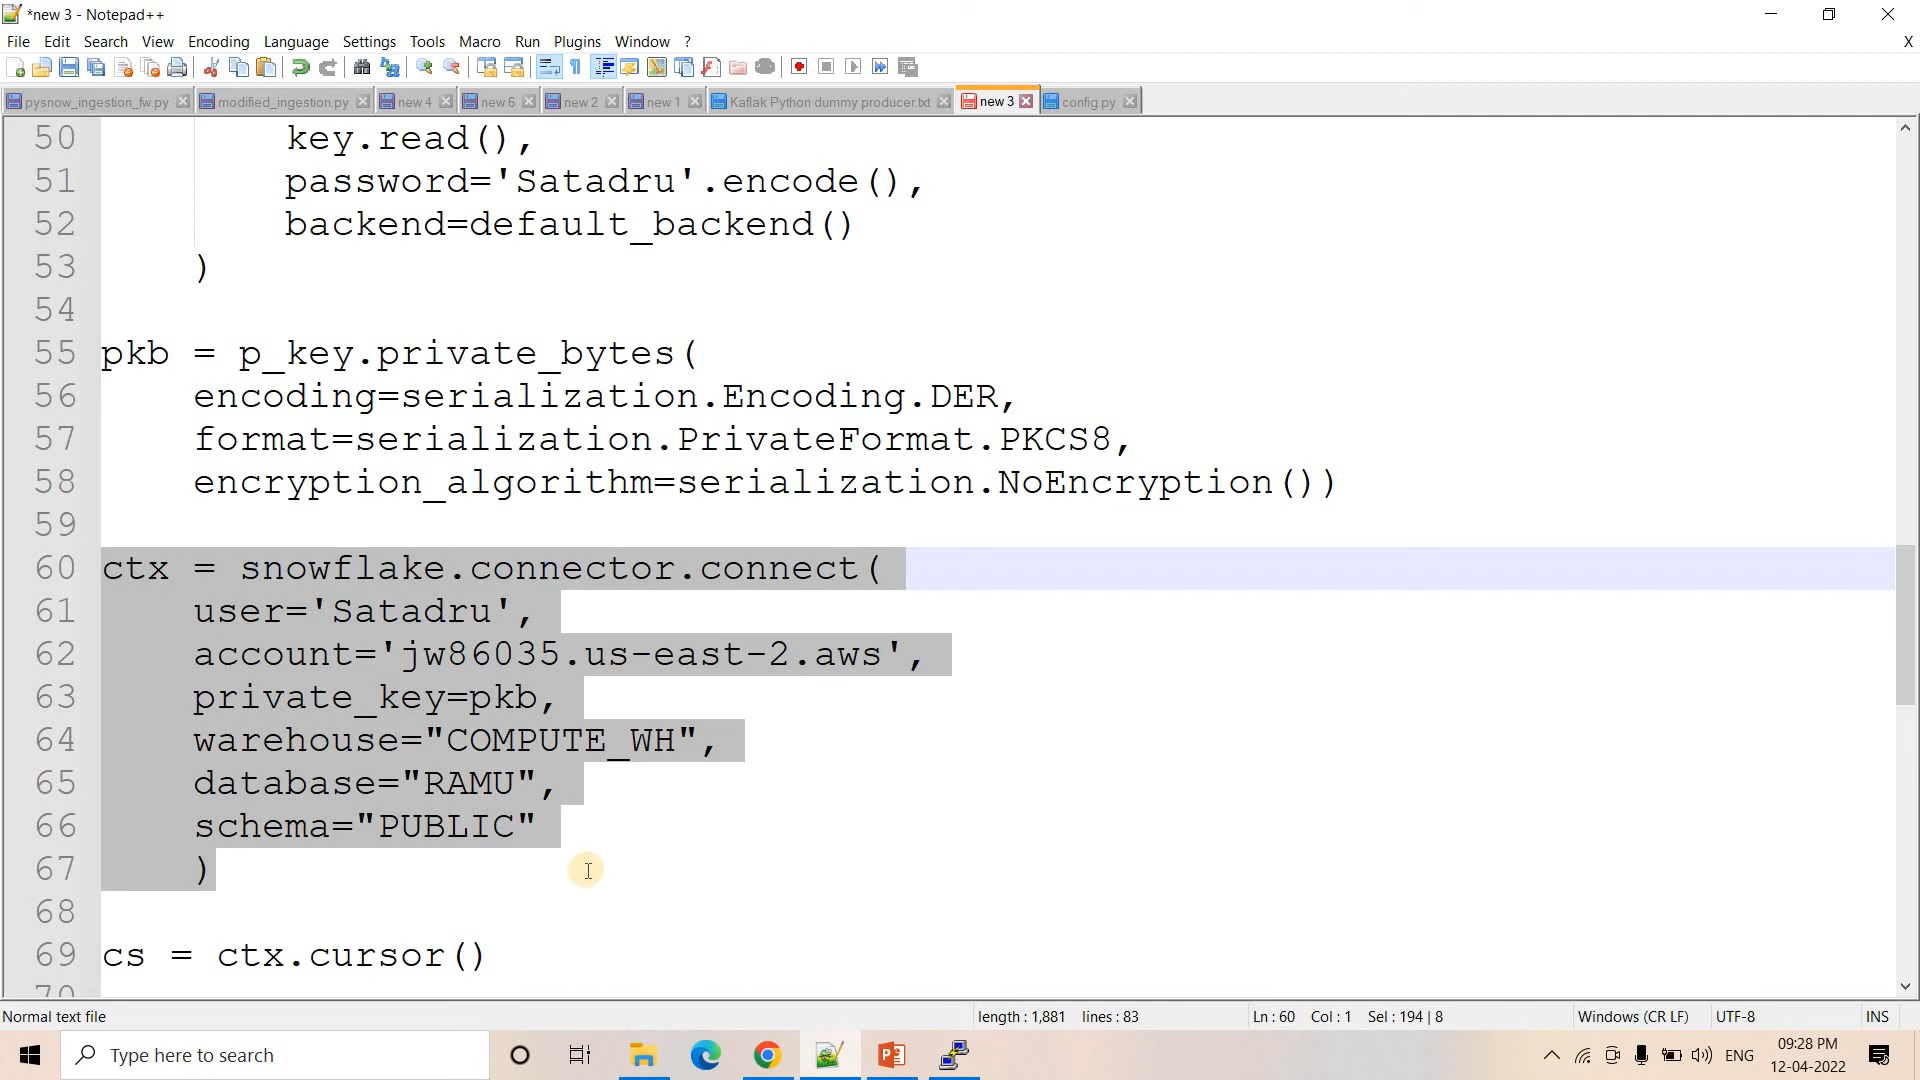 *new 3 - Notepad++
File Edit Search View Encoding Language Settings Tools Macro Run Plugins Window ? X
pysnow_ingestion_fw.py modified_ingestion.py new 4 new 6 new 2 new 1 Kaflak Python dummy producer.txt new 3 config.py
50 key.read(),
51 password='Satadru'.encode(),
52 backend=default_backend()
53 )
54
55 pkb = p_key.private_bytes(
56 encoding=serialization.Encoding.DER,
57 format=serialization.PrivateFormat.PKCS8,
58 encryption_algorithm=serialization.NoEncryption())
59
60 ctx = snowflake.connector.connect(
61 user='Satadru',
62 account='jw86035.us-east-2.aws',
63 private_key=pkb,
64 warehouse="COMPUTE_WH",
65 database="RAMU",
66 schema="PUBLIC"
67 )
68
69 cs = ctx.cursor()
70
Normal text file length : 1,881 lines : 83 Ln : 60 Col : 1 Sel : 194 | 8 Windows (CR LF) UTF-8 INS
Type here to search ENG 09:28 PM
12-04-2022